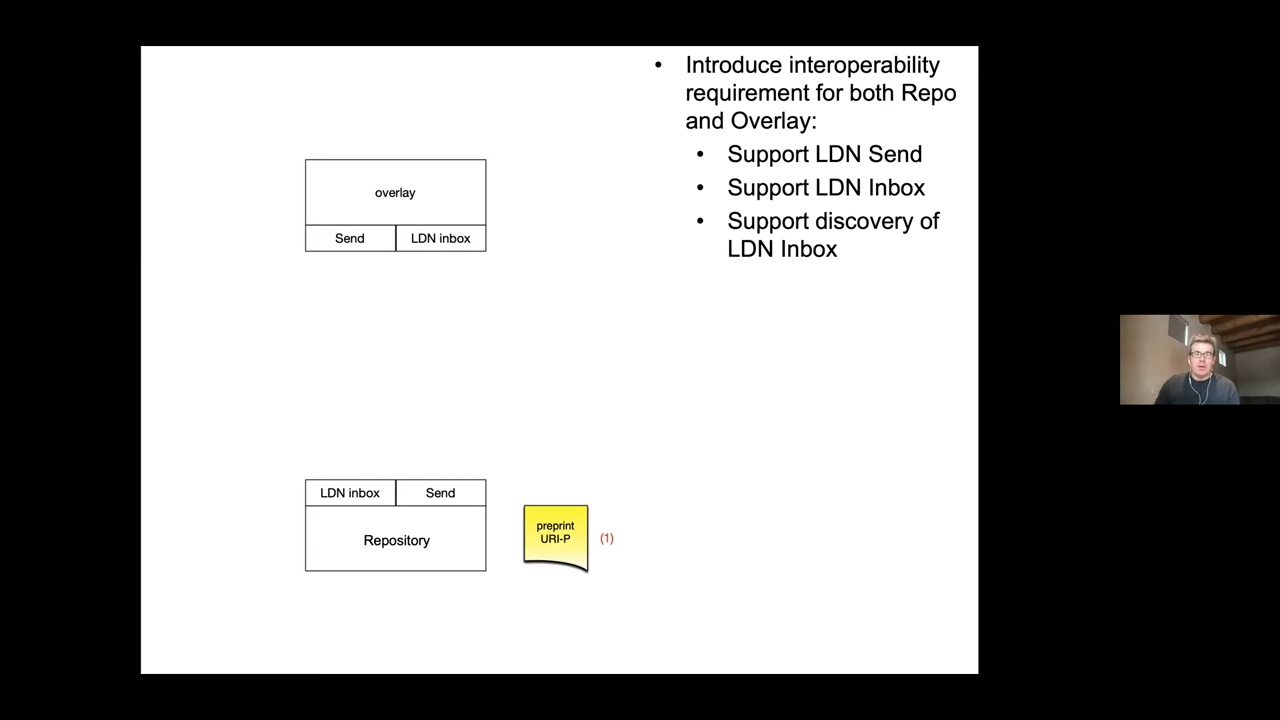 • Introduce interoperability
requirement for both Repo
and Overlay:
• Support LDN Send
• Support LDN Inbox
• Support discovery of
LDN Inbox
overlay
Send
LDN inbox
LDN inbox
Send
Repository
preprint
URI-P
(1)